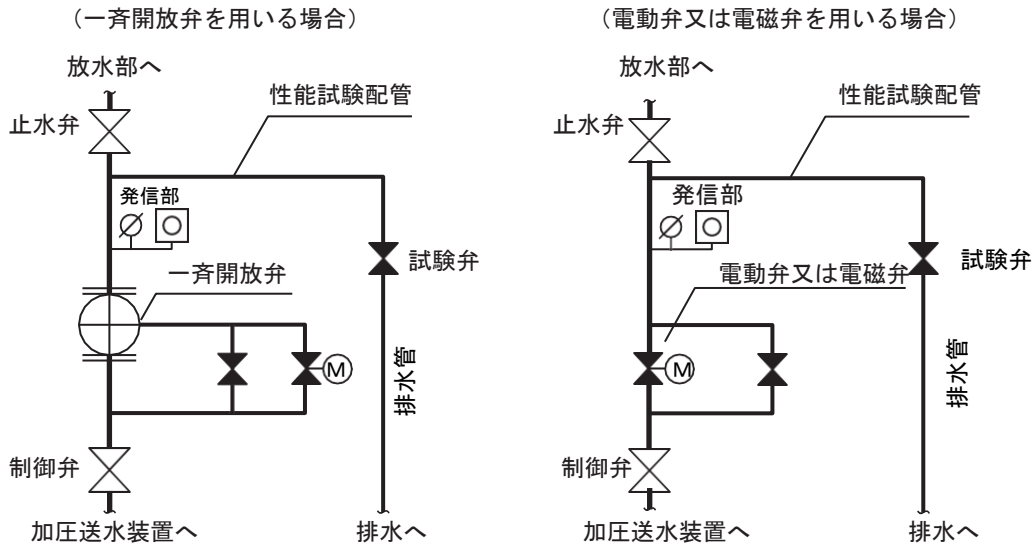 （一斉開放弁を用いる場合）
放水部へ
止水弁
性能試験配管
発信部
一斉開放弁
試験弁
M
排水管
制御弁
加圧送水装置へ
排水へ
（電動弁又は電磁弁を用いる場合）
放水部へ
止水弁
性能試験配管
発信部
電動弁又は電磁弁
試験弁
M
排水管
制御弁
加圧送水装置へ
排水へ